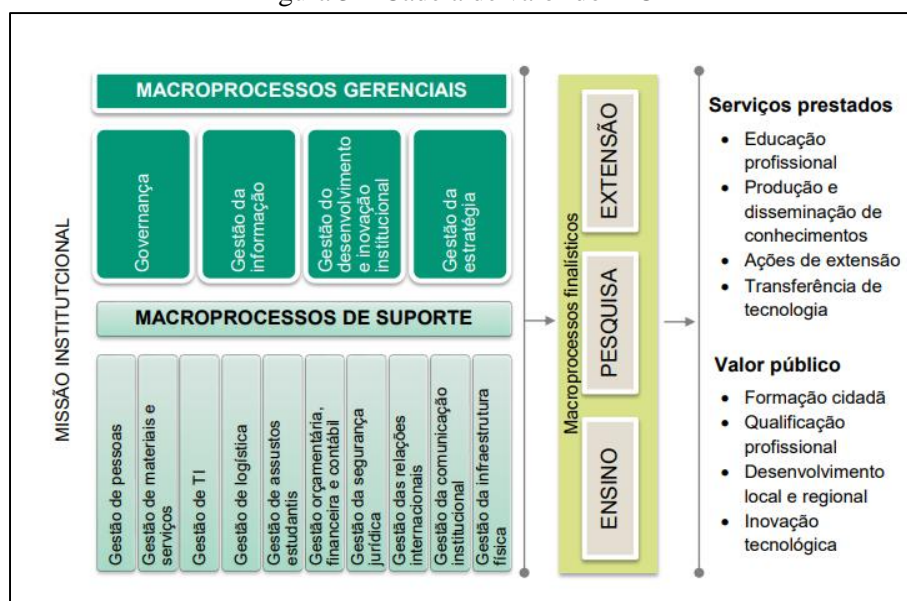 MISSÃO INSTITUTCIONAL
MACROPROCESSOS GERENCIAIS
Governança
Gestão da
informação
Gestão do
desenvolvimento
e inovação
institucional
Gestão da
estratégia
MACROPROCESSOS DE SUPORTE
Gestão de pessoas
Gestão de materiais e
serviços
Gestão de TI
Gestão de logística
Gestão de assustos
estudantis
Gestão orçamentária,
financeira e contábil
Gestão da segurança
jurídica
Gestão das relações
internacionais
Gestão da comunicação
institucional
Gestão da infraestrutura
física
Macroprocessos finalísticos
EXTENSÃO
PESQUISA
ENSINO
Serviços prestados
• Educação
profissional
• Produção e
disseminação de
conhecimentos
• Ações de extensão
• Transferência de
tecnologia
Valor público
• Formação cidadã
• Qualificação
profissional
• Desenvolvimento
local e regional
• Inovação
tecnológica